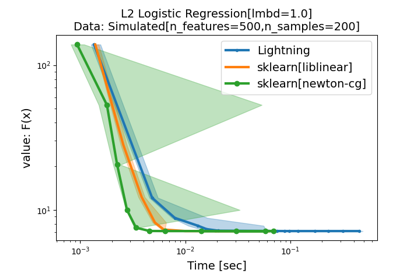 L2 Logistic Regression[lmbd=1.0]
Data: Simulated[n_features=500,n_samples=200]
Lightning
sklearn[liblinear]
sklearn[newton-cg]
value: F(x)
10²
10¹
10⁻³
10⁻²
10⁻¹
Time [sec]